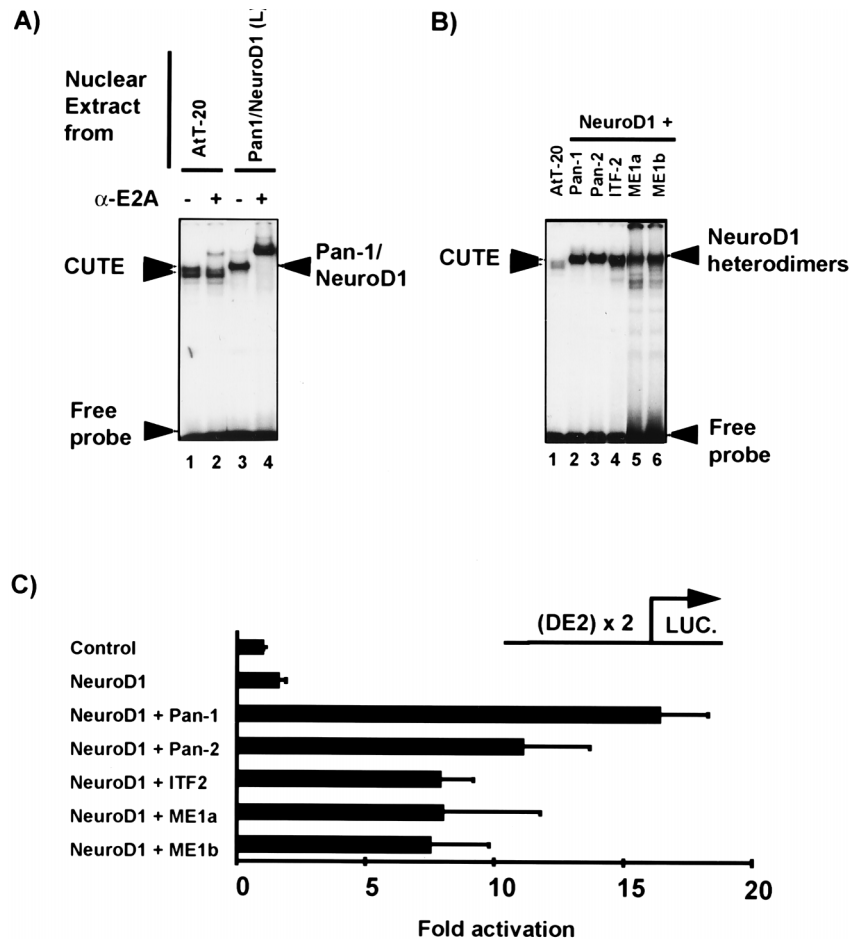 A)
Nuclear
Extract
from
AtT-20
Pan1/NeuroD1 (L)
α-E2A - + - +
CUTE
Pan-1/
NeuroD1
Free
probe
1 2 3 4
B)
NeuroD1 +
AtT-20 Pan-1 Pan-2 ITF-2 ME1a ME1b
CUTE
NeuroD1
heterodimers
Free
probe
1 2 3 4 5 6
C)
(DE2) x 2 LUC.
Control
NeuroD1
NeuroD1 + Pan-1
NeuroD1 + Pan-2
NeuroD1 + ITF2
NeuroD1 + ME1a
NeuroD1 + ME1b
0 5 10 15 20
Fold activation